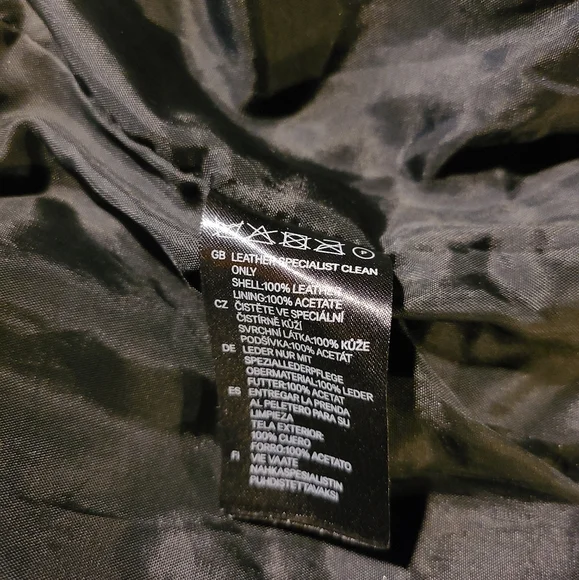 GB LEATHER SPECIALIST CLEAN
ONLY
SHELL:100% LEATHER
LINING:100% ACETATE
CZ ČISTĚTE VE SPECIÁLNÍ
ČISTÍRNĚ KŮŽÍ
SVRCHNÍ LÁTKA:100% KŮŽE
PODŠÍVKA:100% ACETÁT
DE LEDER NUR MIT
SPEZIALLEDERPFLEGE
OBERMATERIAL:100% LEDER
FUTTER:100% ACETAT
ES ENTREGAR LA PRENDA
AL PELETERO PARA SU
LIMPIEZA
TELA EXTERIOR:
100% CUERO
FORRO:100% ACETATO
FI VIE VAATE
NAHKASPESIALISTIN
PUHDISTETTAVAKSI